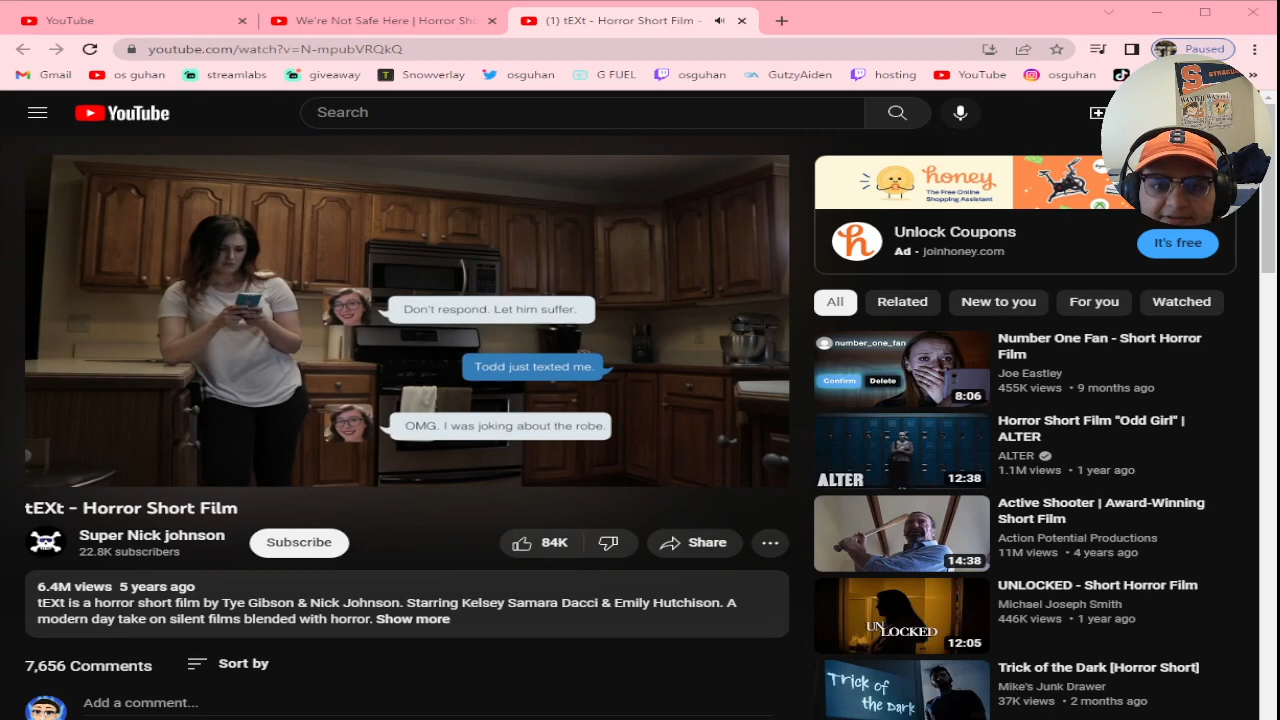 YouTube
We're Not Safe Here | Horror Sho
(1) tEXt - Horror Short Film -
youtube.com/watch?v=N-mpubVRQkQ
Paused
Gmail
os guhan
streamlabs
giveaway
Snowverlay
osguhan
G FUEL
osguhan
GutzyAiden
hosting
YouTube
osguhan
YouTube
Search
SYRACUSE
WANTED
WANTED
Don't respond. Let him suffer.
Todd just texted me.
OMG. I was joking about the robe.
honey
The Free Online
Shopping Assistant
Unlock Coupons
Ad • joinhoney.com
It's free
All
Related
New to you
For you
Watched
number_one_fan
Confirm
Delete
8:06
Number One Fan - Short Horror
Film
Joe Eastley
455K views • 9 months ago
ALTER
12:38
Horror Short Film "Odd Girl" |
ALTER
ALTER
1.1M views • 1 year ago
14:38
Active Shooter | Award-Winning
Short Film
Action Potential Productions
11M views • 4 years ago
UNLOCKED
12:05
UNLOCKED - Short Horror Film
Michael Joseph Smith
446K views • 1 year ago
Trick of
the Dark
Trick of the Dark [Horror Short]
Mike's Junk Drawer
37K views • 2 months ago
tEXt - Horror Short Film
Super Nick johnson
22.8K subscribers
Subscribe
84K
Share
6.4M views 5 years ago
tEXt is a horror short film by Tye Gibson & Nick Johnson. Starring Kelsey Samara Dacci & Emily Hutchison. A
modern day take on silent films blended with horror. Show more
7,656 Comments
Sort by
Add a comment...